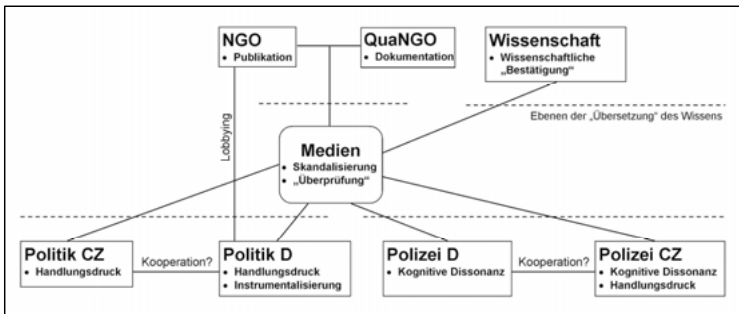 NGO
• Publikation
QuaNGO
• Dokumentation
Wissenschaft
• Wissenschaftliche
„Bestätigung“
Ebenen der „Übersetzung“ des Wissens
Lobbying
Medien
• Skandalisierung
• „Überprüfung“
Politik CZ
• Handlungsdruck
Kooperation?
Politik D
• Handlungsdruck
• Instrumentalisierung
Polizei D
• Kognitive Dissonanz
Kooperation?
Polizei CZ
• Kognitive Dissonanz
• Handlungsdruck